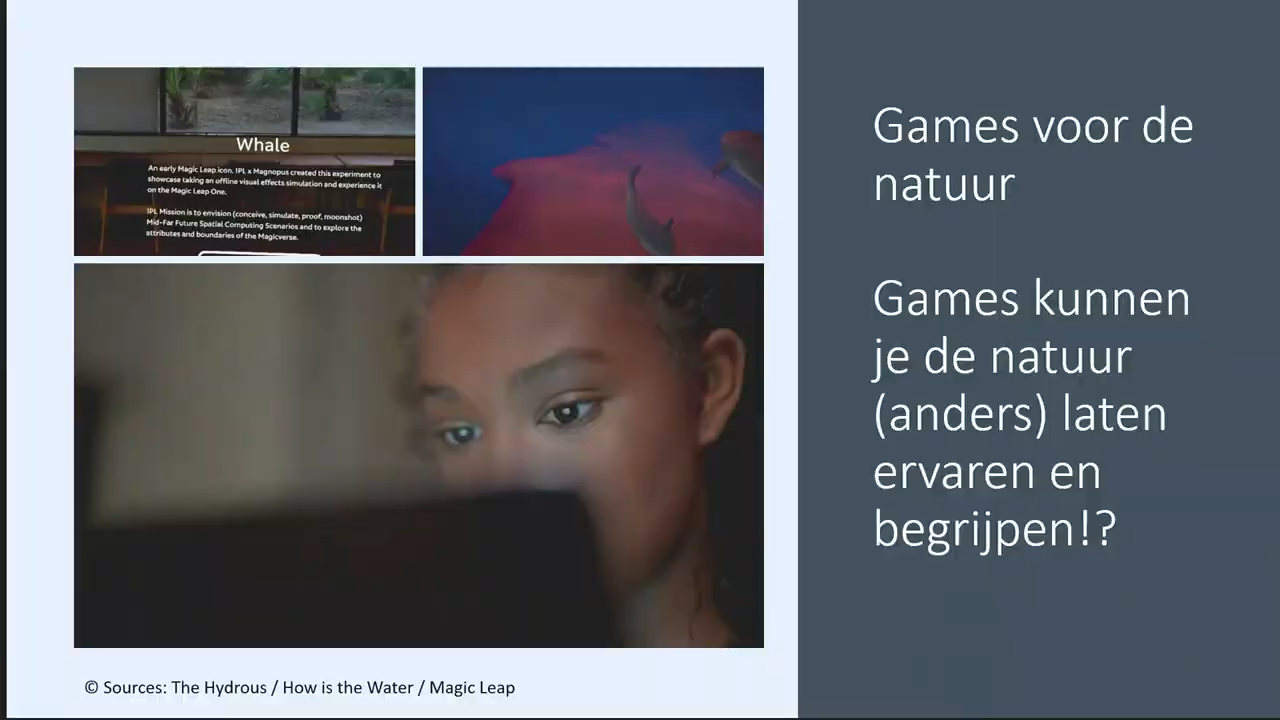 Whale
An early Magic Leap icon. IPL x Magnopus created this experiment to
showcase taking an offline visual effects simulation and experience it
on the Magic Leap One.
IPL Mission is to envision (conceive, simulate, proof, moonshot)
Mid-Far Future Spatial Computing Scenarios and to explore the
attributes and boundaries of the Magicverse.
Games voor de
natuur
Games kunnen
je de natuur
(anders) laten
ervaren en
begrijpen!?
© Sources: The Hydrous / How is the Water / Magic Leap